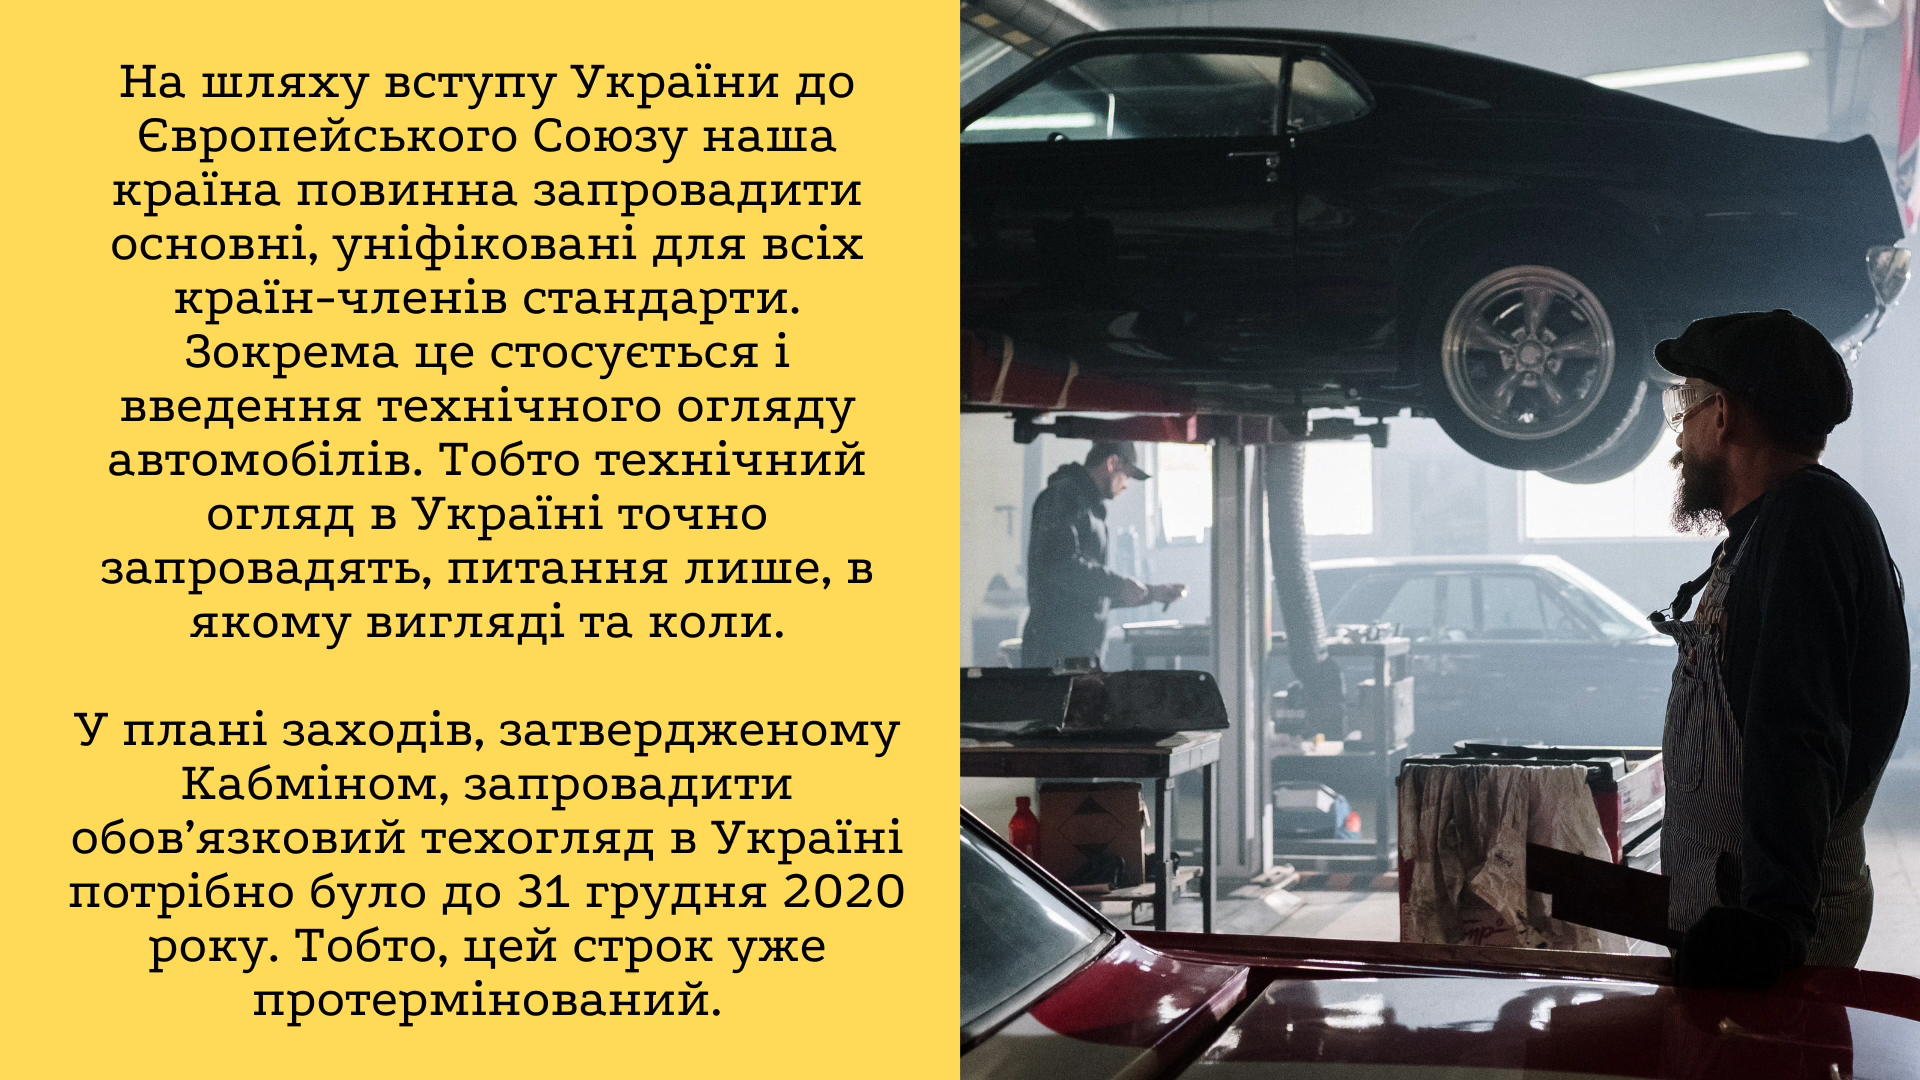 На шляху вступу України до
Європейського Союзу наша
країна повинна запровадити
основні, уніфіковані для всіх
країн-членів стандарти.
Зокрема це стосується і
введення технічного огляду
автомобілів. Тобто технічний
огляд в Україні точно
запровадять, питання лише, в
якому вигляді та коли.
У плані заходів, затвердженому
Кабміном, запровадити
обов’язковий техогляд в Україні
потрібно було до 31 грудня 2020
року. Тобто, цей строк уже
протермінований.